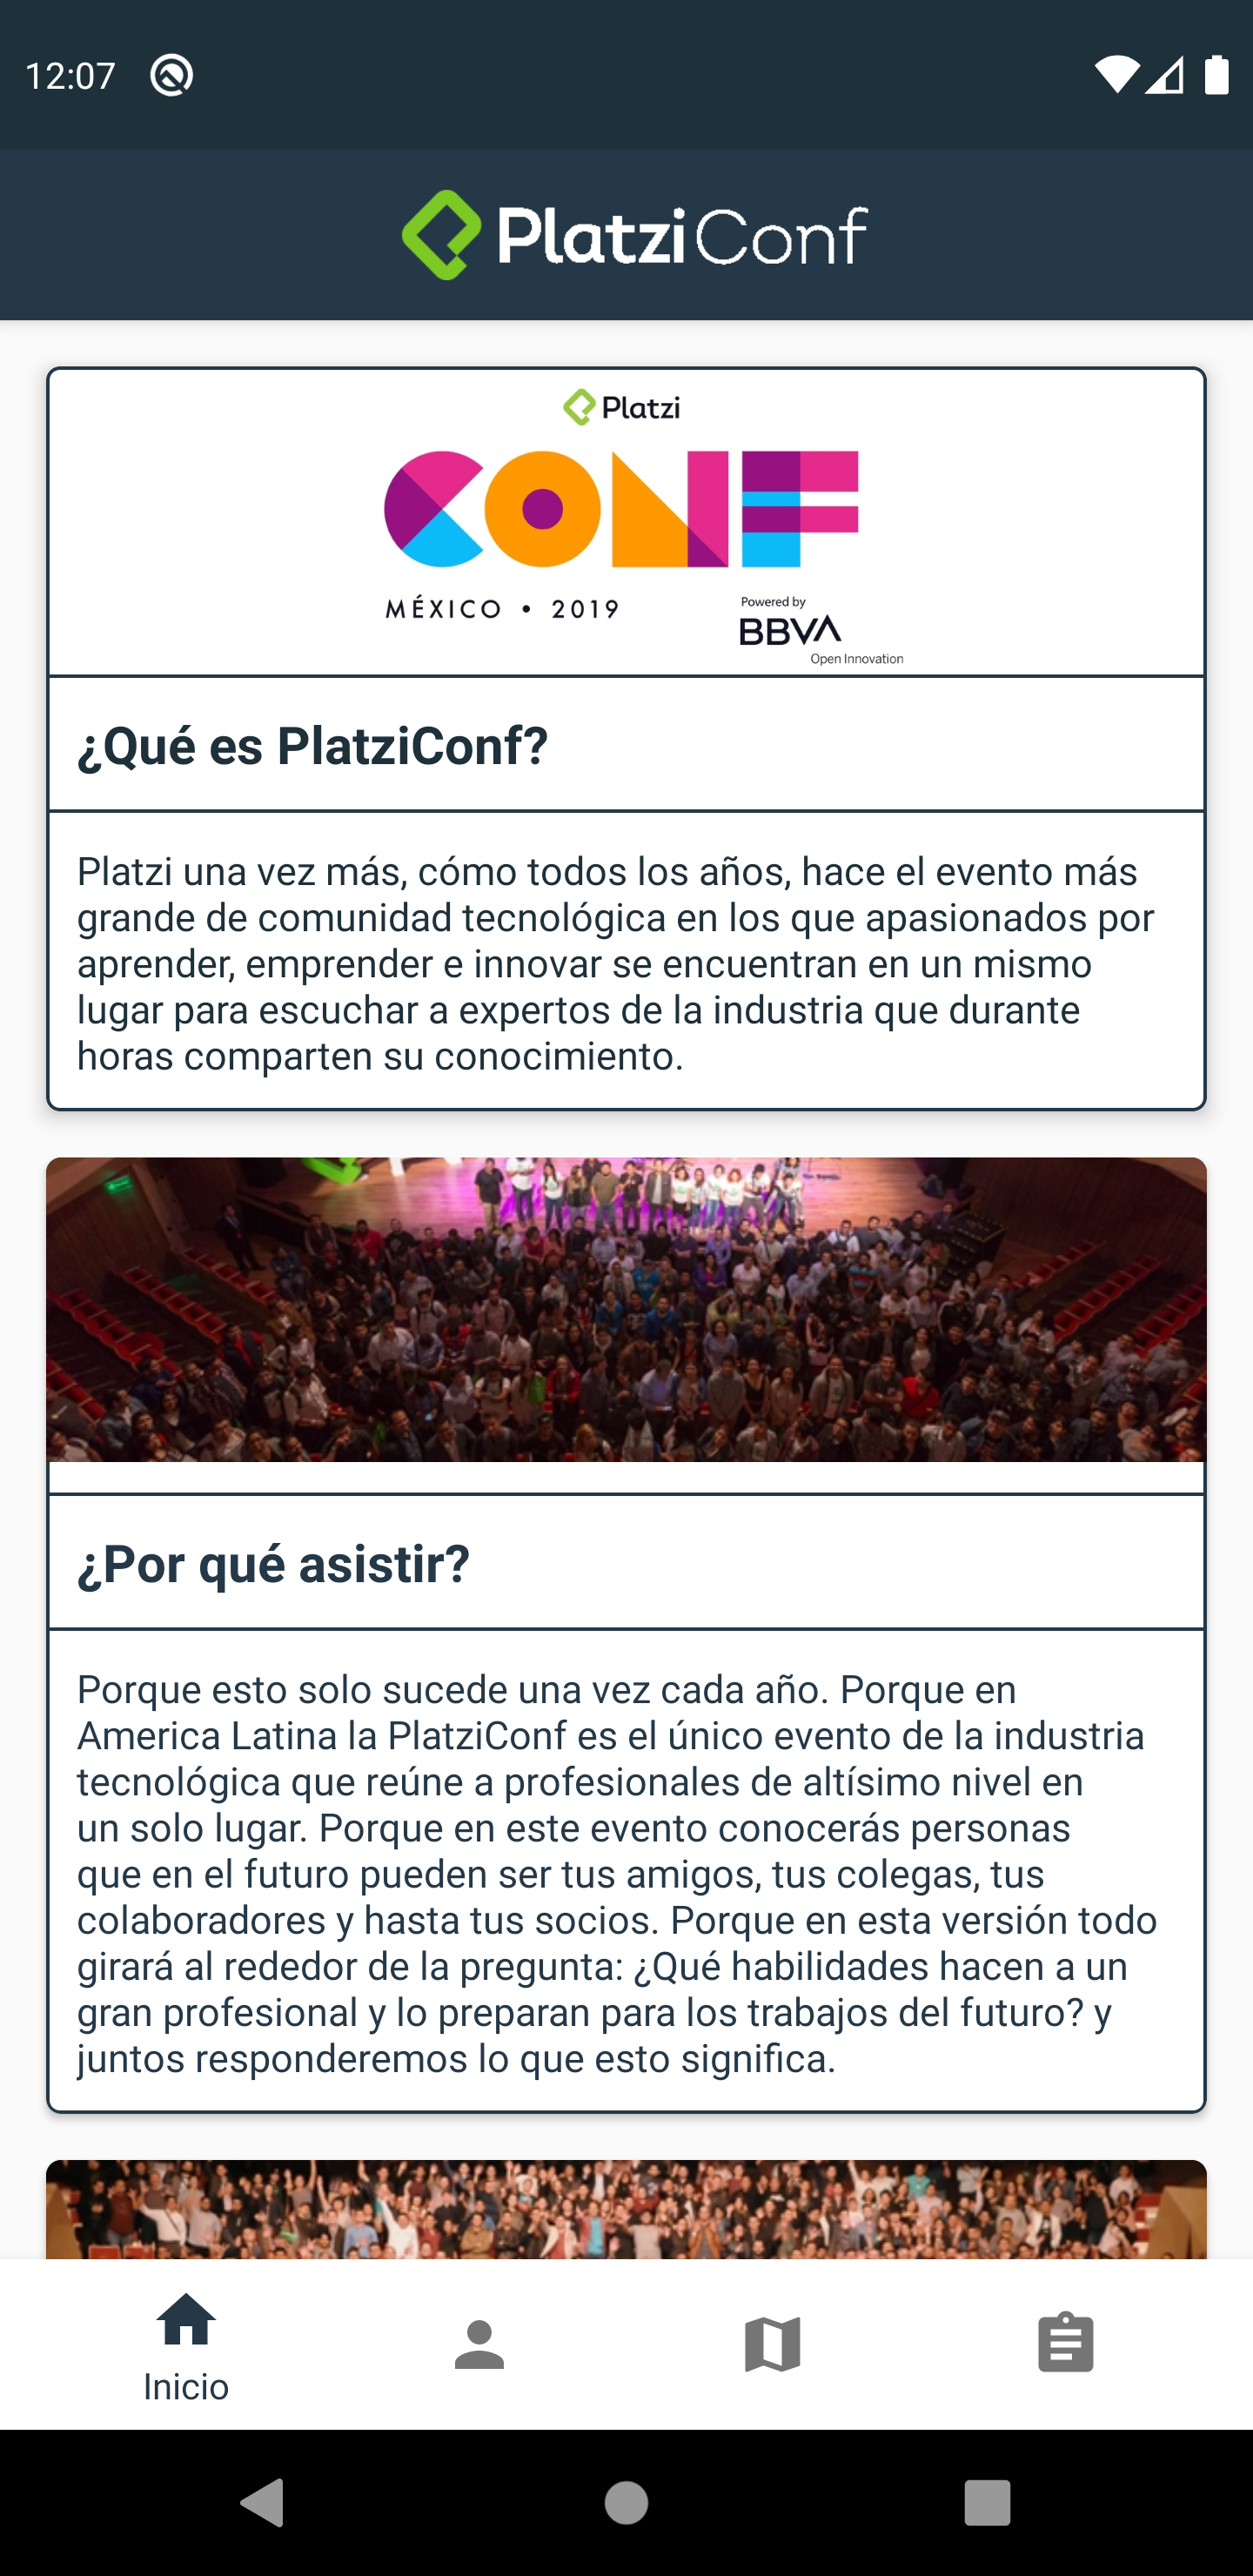 12:07
Platzi Conf
Platzi
CONF
MÉXICO • 2019
Powered by
BBVA
Open Innovation
¿Qué es PlatziConf?
Platzi una vez más, cómo todos los años, hace el evento más
grande de comunidad tecnológica en los que apasionados por
aprender, emprender e innovar se encuentran en un mismo
lugar para escuchar a expertos de la industria que durante
horas comparten su conocimiento.
¿Por qué asistir?
Porque esto solo sucede una vez cada año. Porque en
America Latina la PlatziConf es el único evento de la industria
tecnológica que reúne a profesionales de altísimo nivel en
un solo lugar. Porque en este evento conocerás personas
que en el futuro pueden ser tus amigos, tus colegas, tus
colaboradores y hasta tus socios. Porque en esta versión todo
girará al rededor de la pregunta: ¿Qué habilidades hacen a un
gran profesional y lo preparan para los trabajos del futuro? y
juntos responderemos lo que esto significa.
Inicio